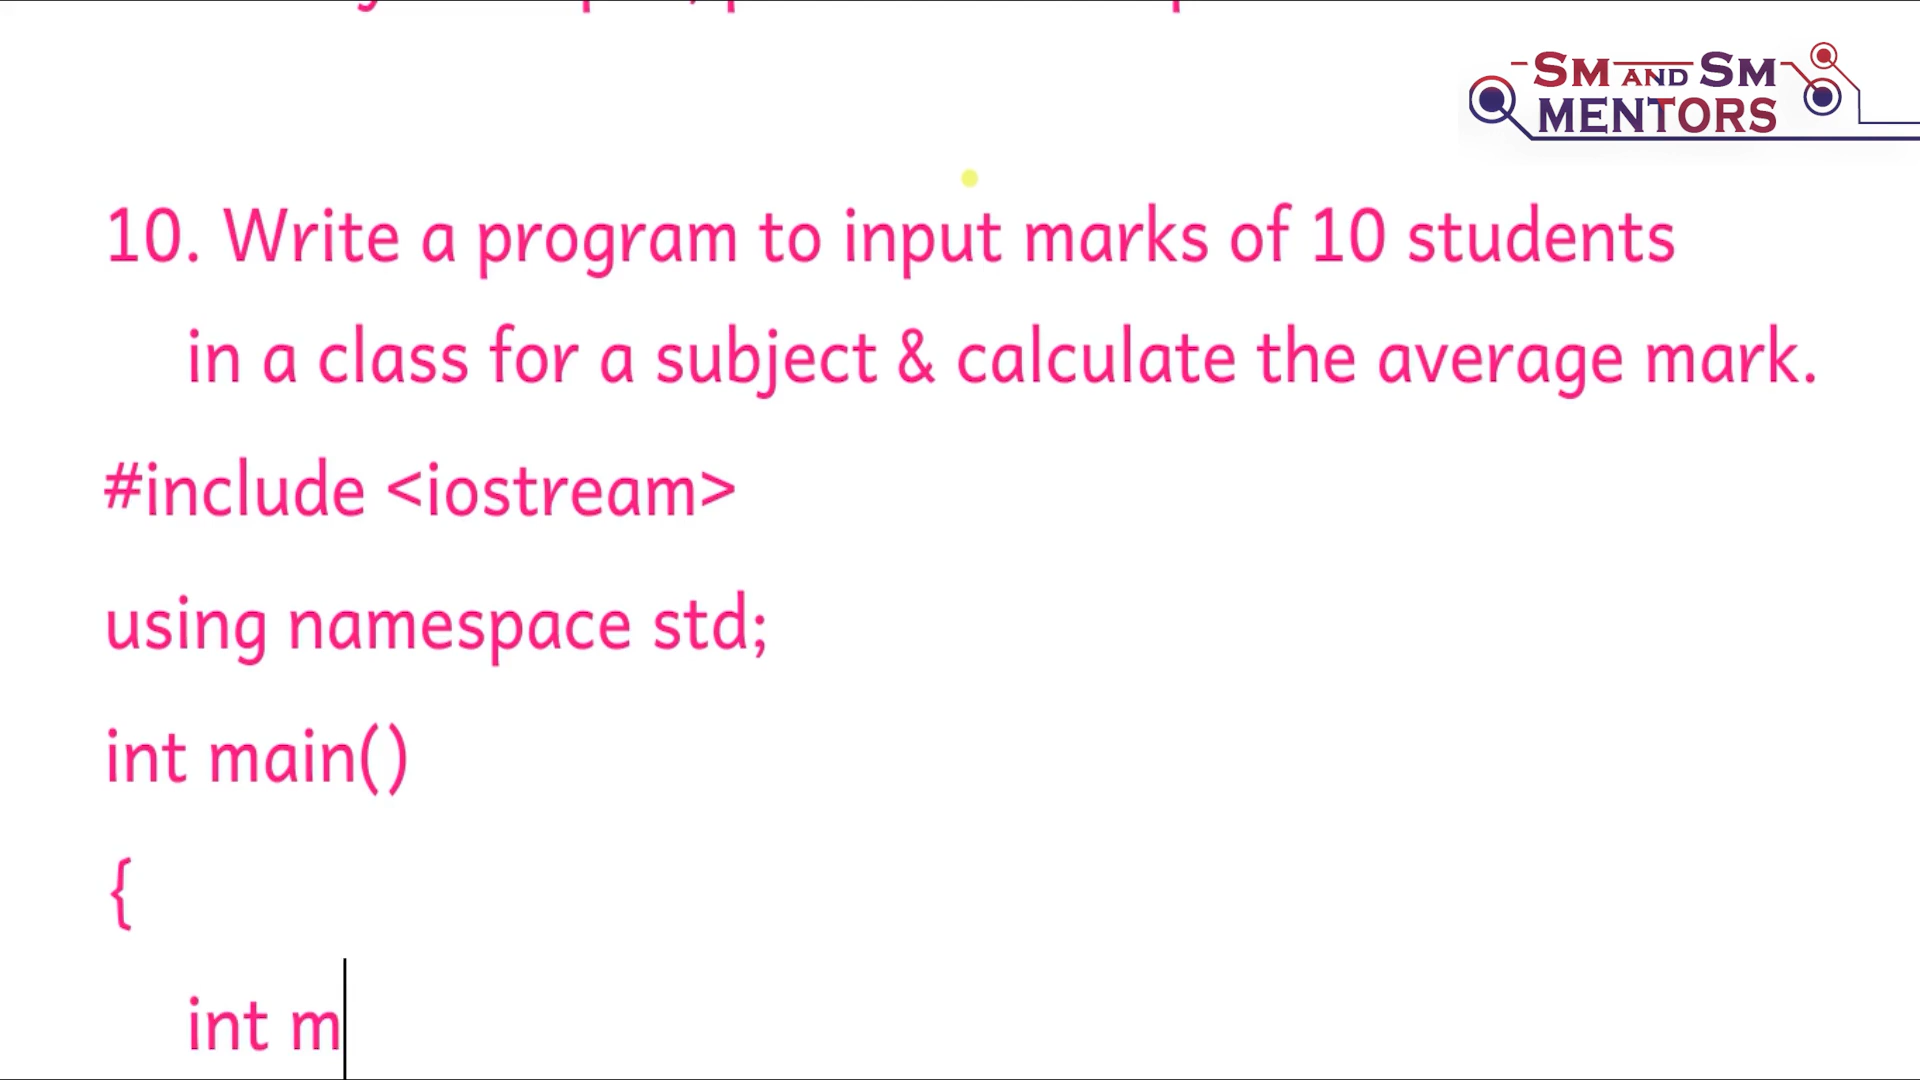 SM AND SM
MENTORS
10. Write a program to input marks of 10 students
in a class for a subject & calculate the average mark.
#include <iostream>
using namespace std;
int main()
{
int m